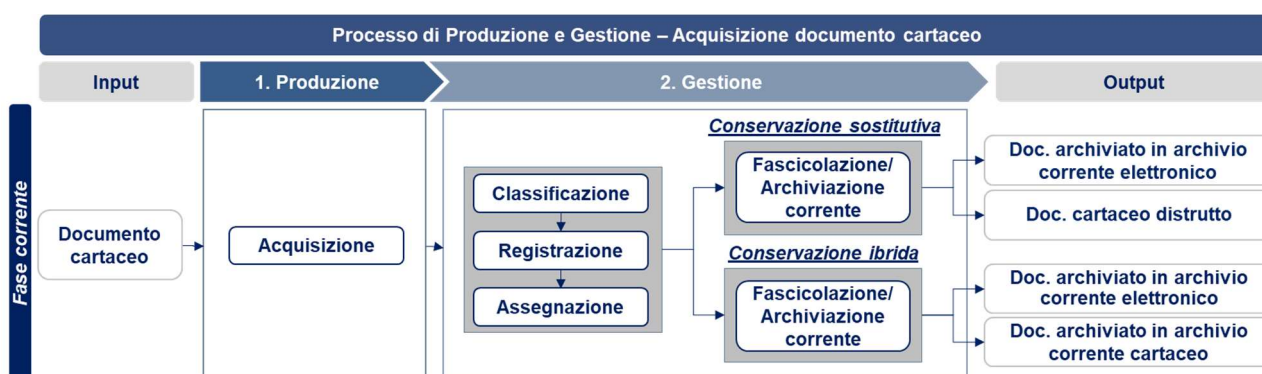 Processo di Produzione e Gestione – Acquisizione documento cartaceo
Input
1. Produzione
2. Gestione
Output
Fase corrente
Documento
cartaceo
Acquisizione
Classificazione
Registrazione
Assegnazione
Conservazione sostitutiva
Fascicolazione/
Archiviazione
corrente
Conservazione ibrida
Fascicolazione/
Archiviazione
corrente
Doc. archiviato in archivio
corrente elettronico
Doc. cartaceo distrutto
Doc. archiviato in archivio
corrente elettronico
Doc. archiviato in archivio
corrente cartaceo